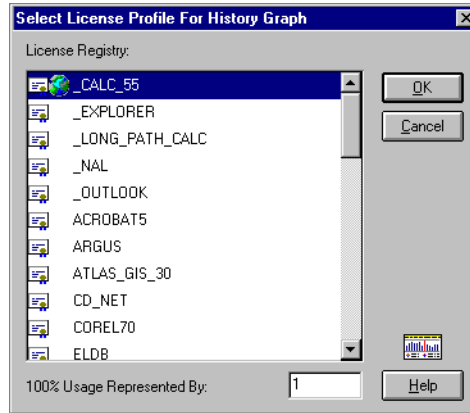 Select License Profile For History Graph
License Registry:
_CALC_55
_EXPLORER
_LONG_PATH_CALC
_NAL
_OUTLOOK
ACROBAT5
ARGUS
ATLAS_GIS_30
CD_NET
COREL70
ELDB
OK
Cancel
100% Usage Represented By:
1
Help